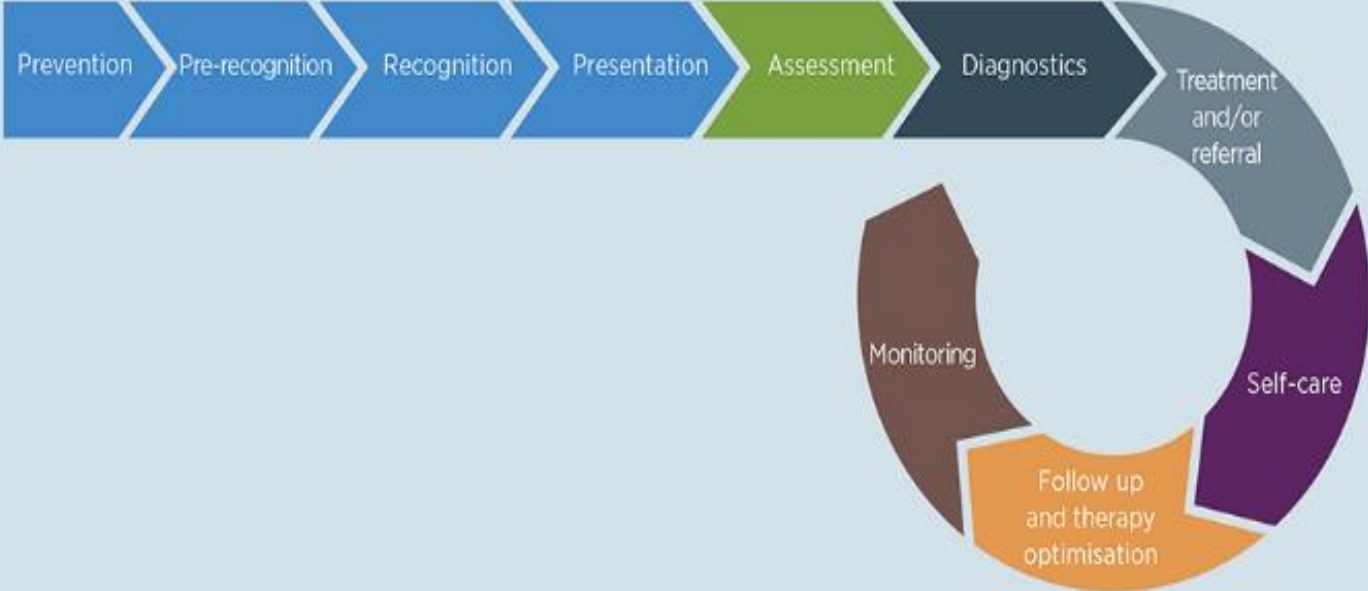 Prevention
Pre-recognition
Recognition
Presentation
Assessment
Diagnostics
Treatment
and/or
referral
Self-care
Follow up
and therapy
optimisation
Monitoring